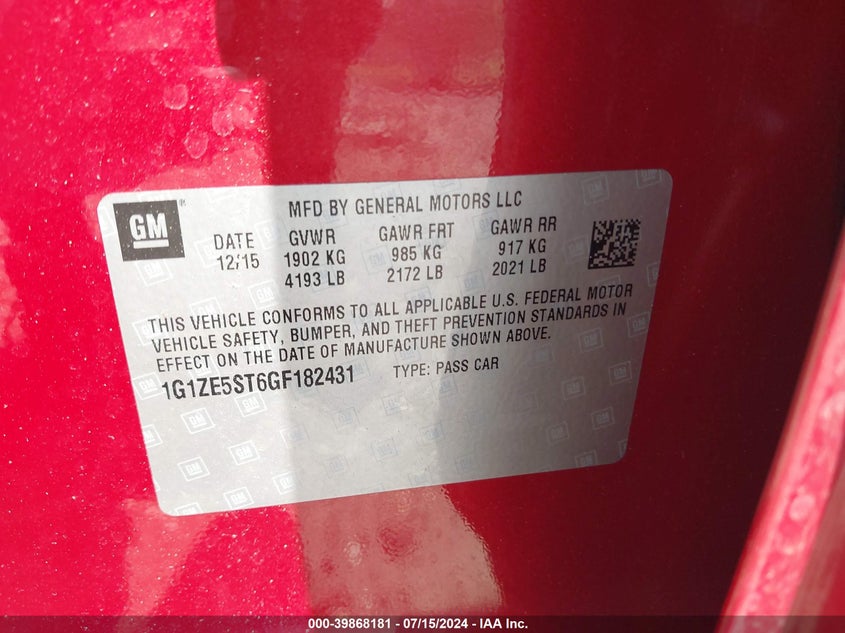 GM
MFD BY GENERAL MOTORS LLC
DATE GVWR GAWR FRT GAWR RR
12/15 1902 KG 985 KG 917 KG
4193 LB 2172 LB 2021 LB
THIS VEHICLE CONFORMS TO ALL APPLICABLE U.S. FEDERAL MOTOR
VEHICLE SAFETY, BUMPER, AND THEFT PREVENTION STANDARDS IN
EFFECT ON THE DATE OF MANUFACTURE SHOWN ABOVE.
1G1ZE5ST6GF182431 TYPE: PASS CAR
000-39868181 / 07/15/2024 - IAA Inc.